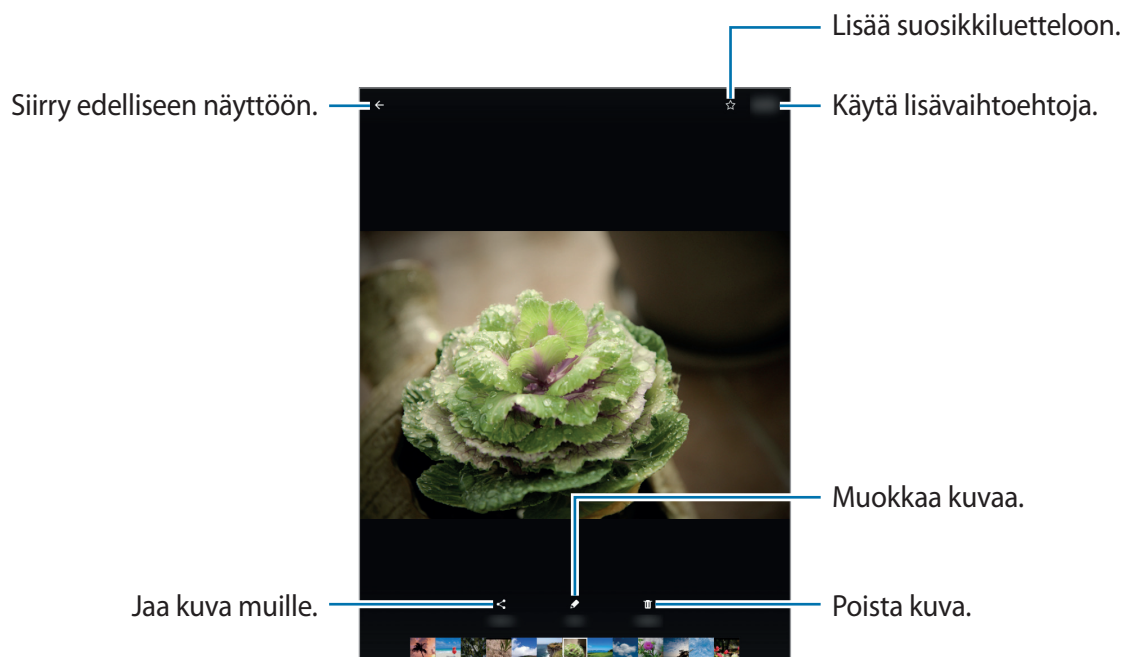 Lisää suosikkiluetteloon.
Siirry edelliseen näyttöön.
Käytä lisävaihtoehtoja.
Muokkaa kuvaa.
Jaa kuva muille.
Poista kuva.